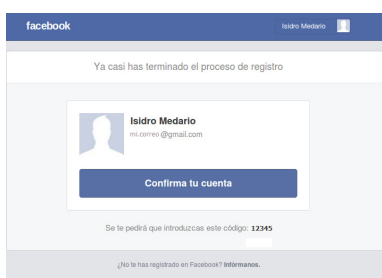 facebook
Isidro Medario
Ya casi has terminado el proceso de registro
Isidro Medario
mi.correo @gmail.com
Confirma tu cuenta
Se te pedirá que introduzcas este código: 12345
¿No te has registrado en Facebook? Infórmanos.